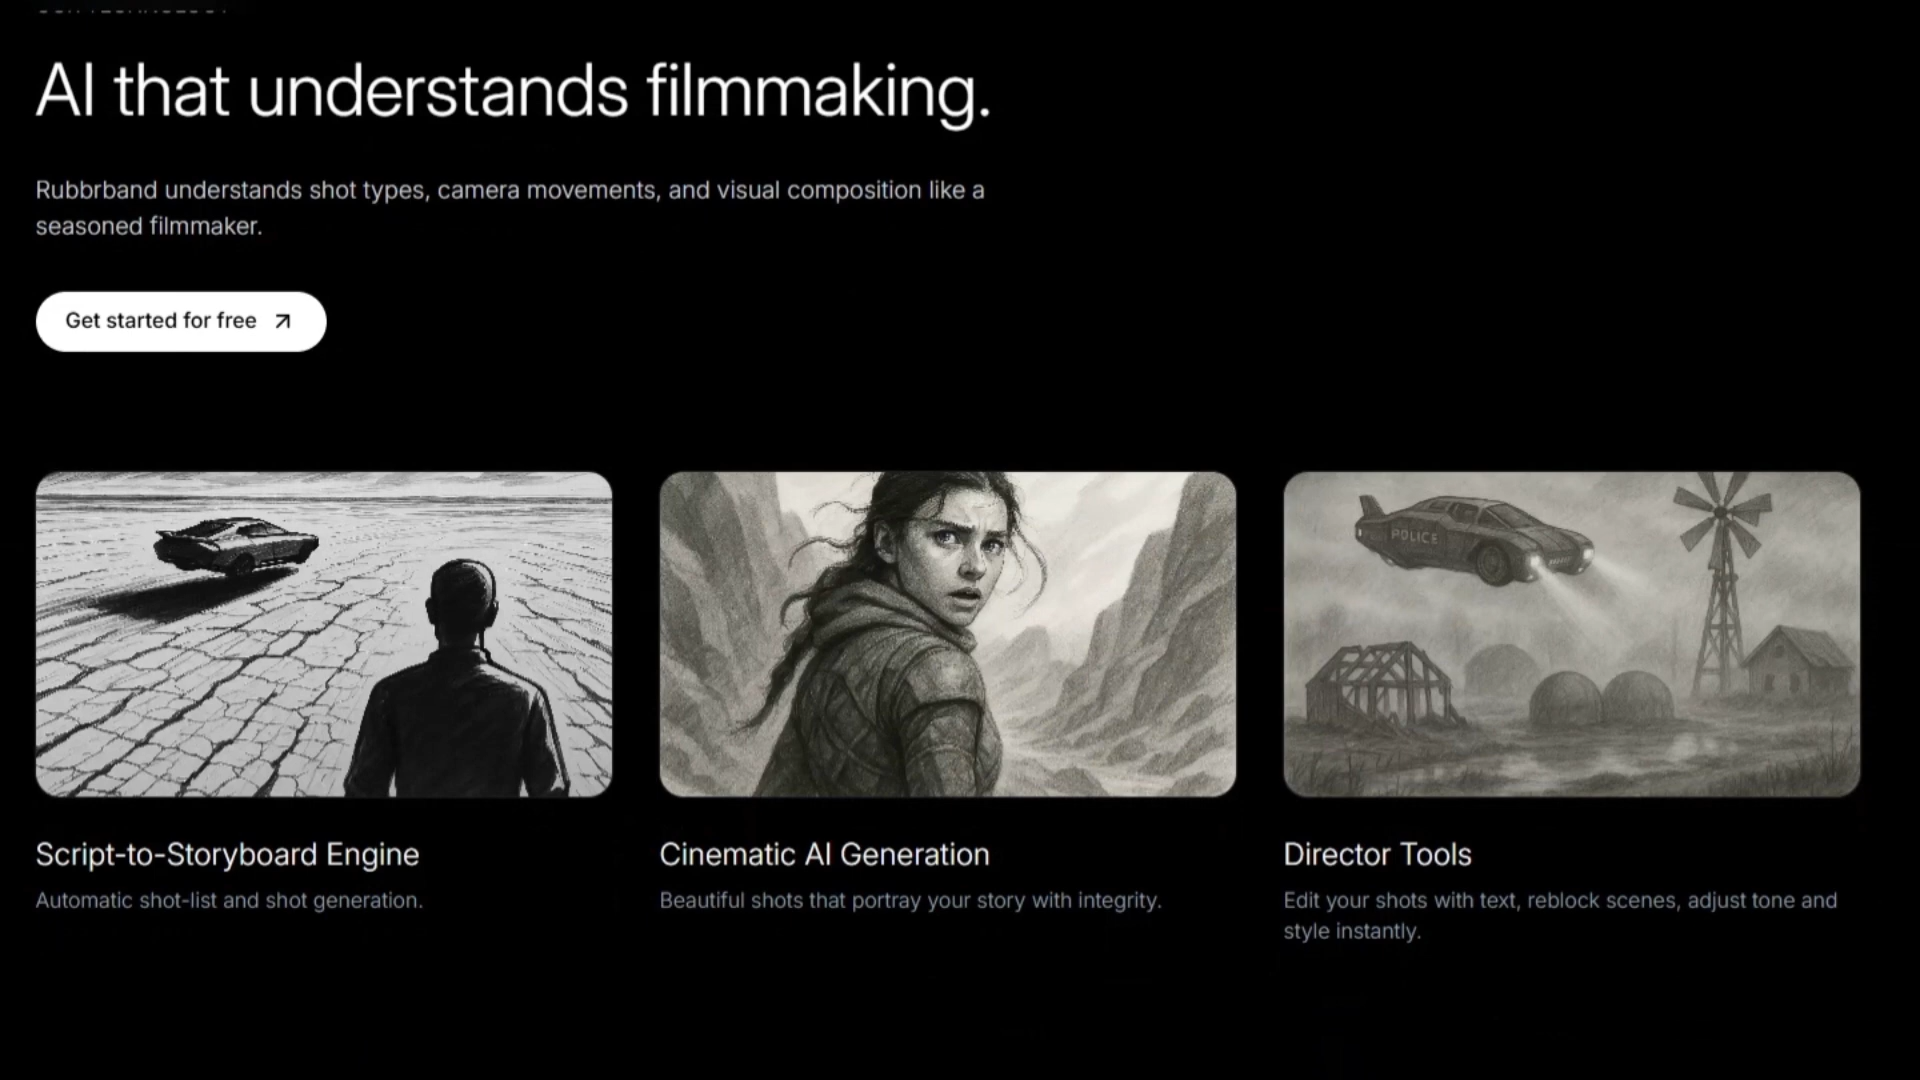 AI that understands filmmaking.
Rubbrband understands shot types, camera movements, and visual composition like a
seasoned filmmaker.
Get started for free
POLICE
Script-to-Storyboard Engine
Automatic shot-list and shot generation.
Cinematic AI Generation
Beautiful shots that portray your story with integrity.
Director Tools
Edit your shots with text, reblock scenes, adjust tone and
style instantly.